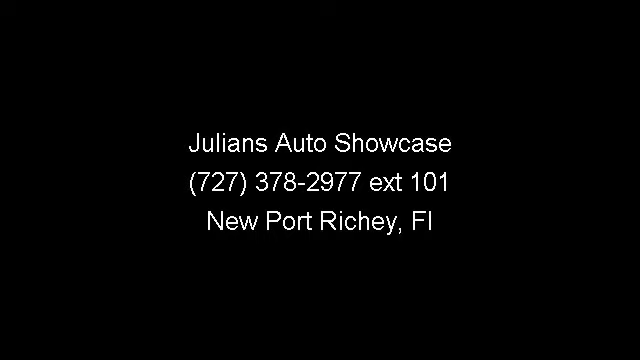 Julians Auto Showcase
(727) 378-2977 ext 101
New Port Richey, Fl